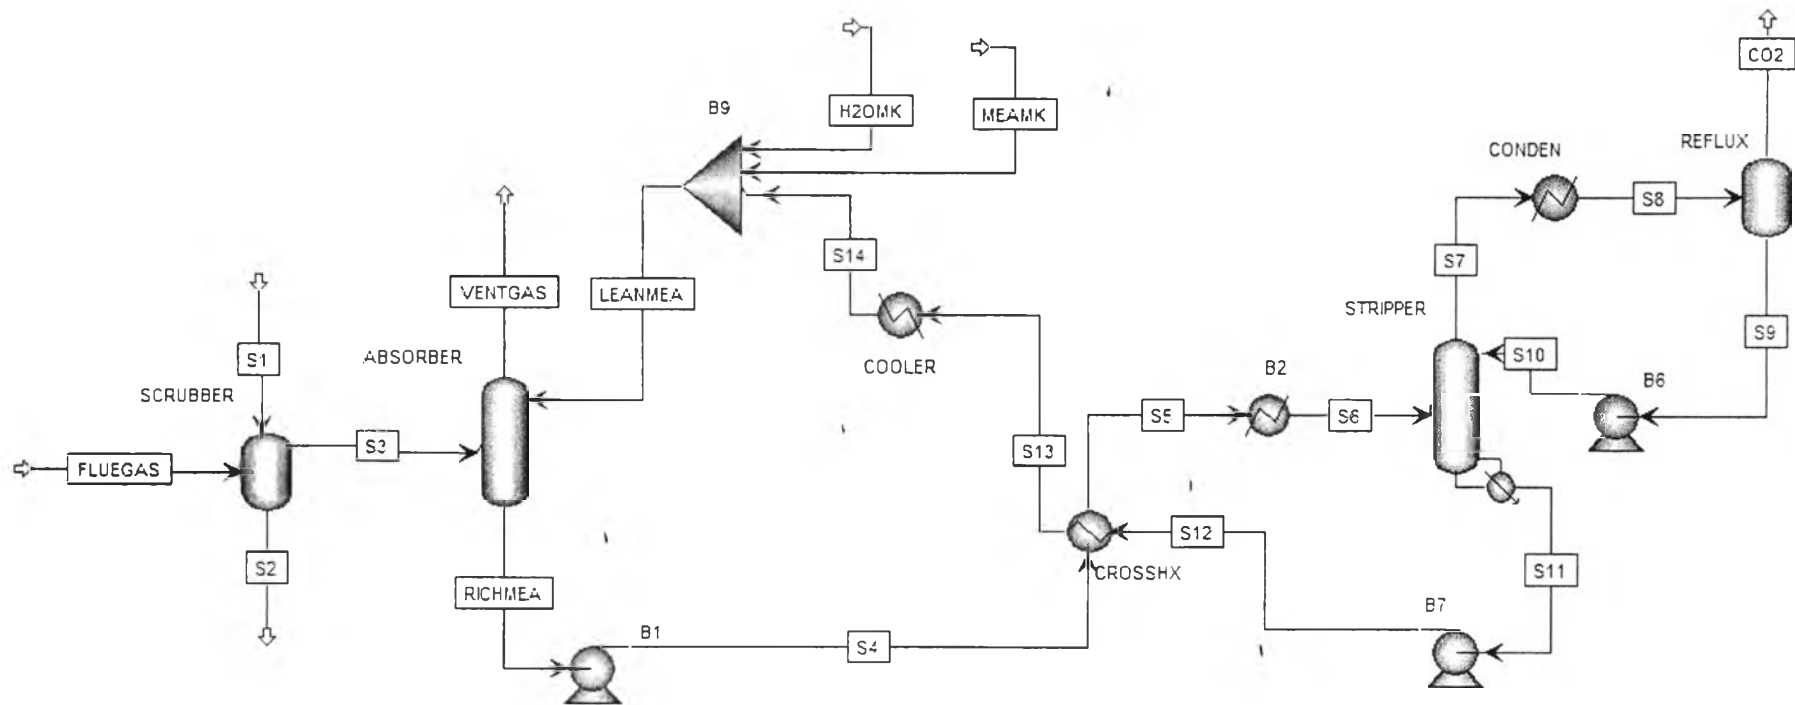 CO2
B9
H2OMK
MEAMK
REFLUX
CONDEN
S8
S14
S7
VENTGAS
LEANMEA
STRIPPER
S9
S1
ABSORBER
COOLER
S10
B2
B6
SCRUBBER
S5
S6
S3
S13
FLUEGAS
S12
S2
CROSSHX
S11
RICHMEA
B7
B1
S4